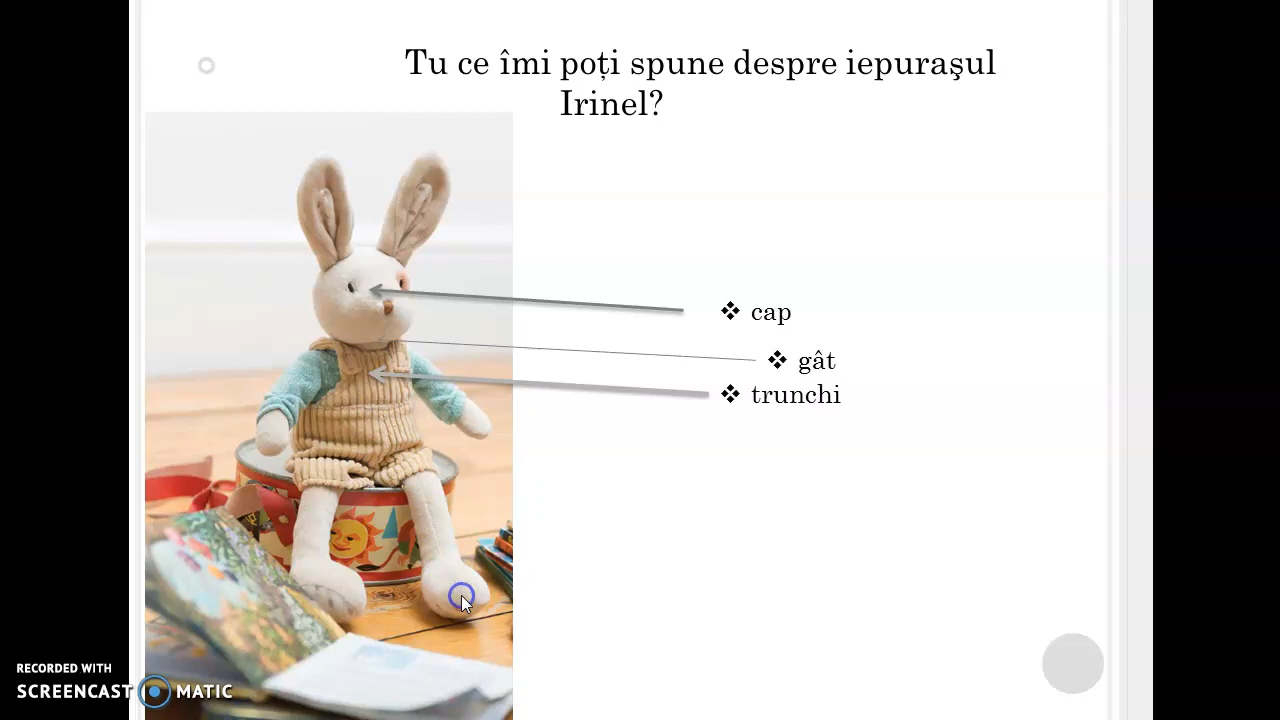 Tu ce îmi poți spune despre iepurașul
Irinel?
❖ cap
❖ gât
❖ trunchi
RECORDED WITH
SCREENCAST MATIC